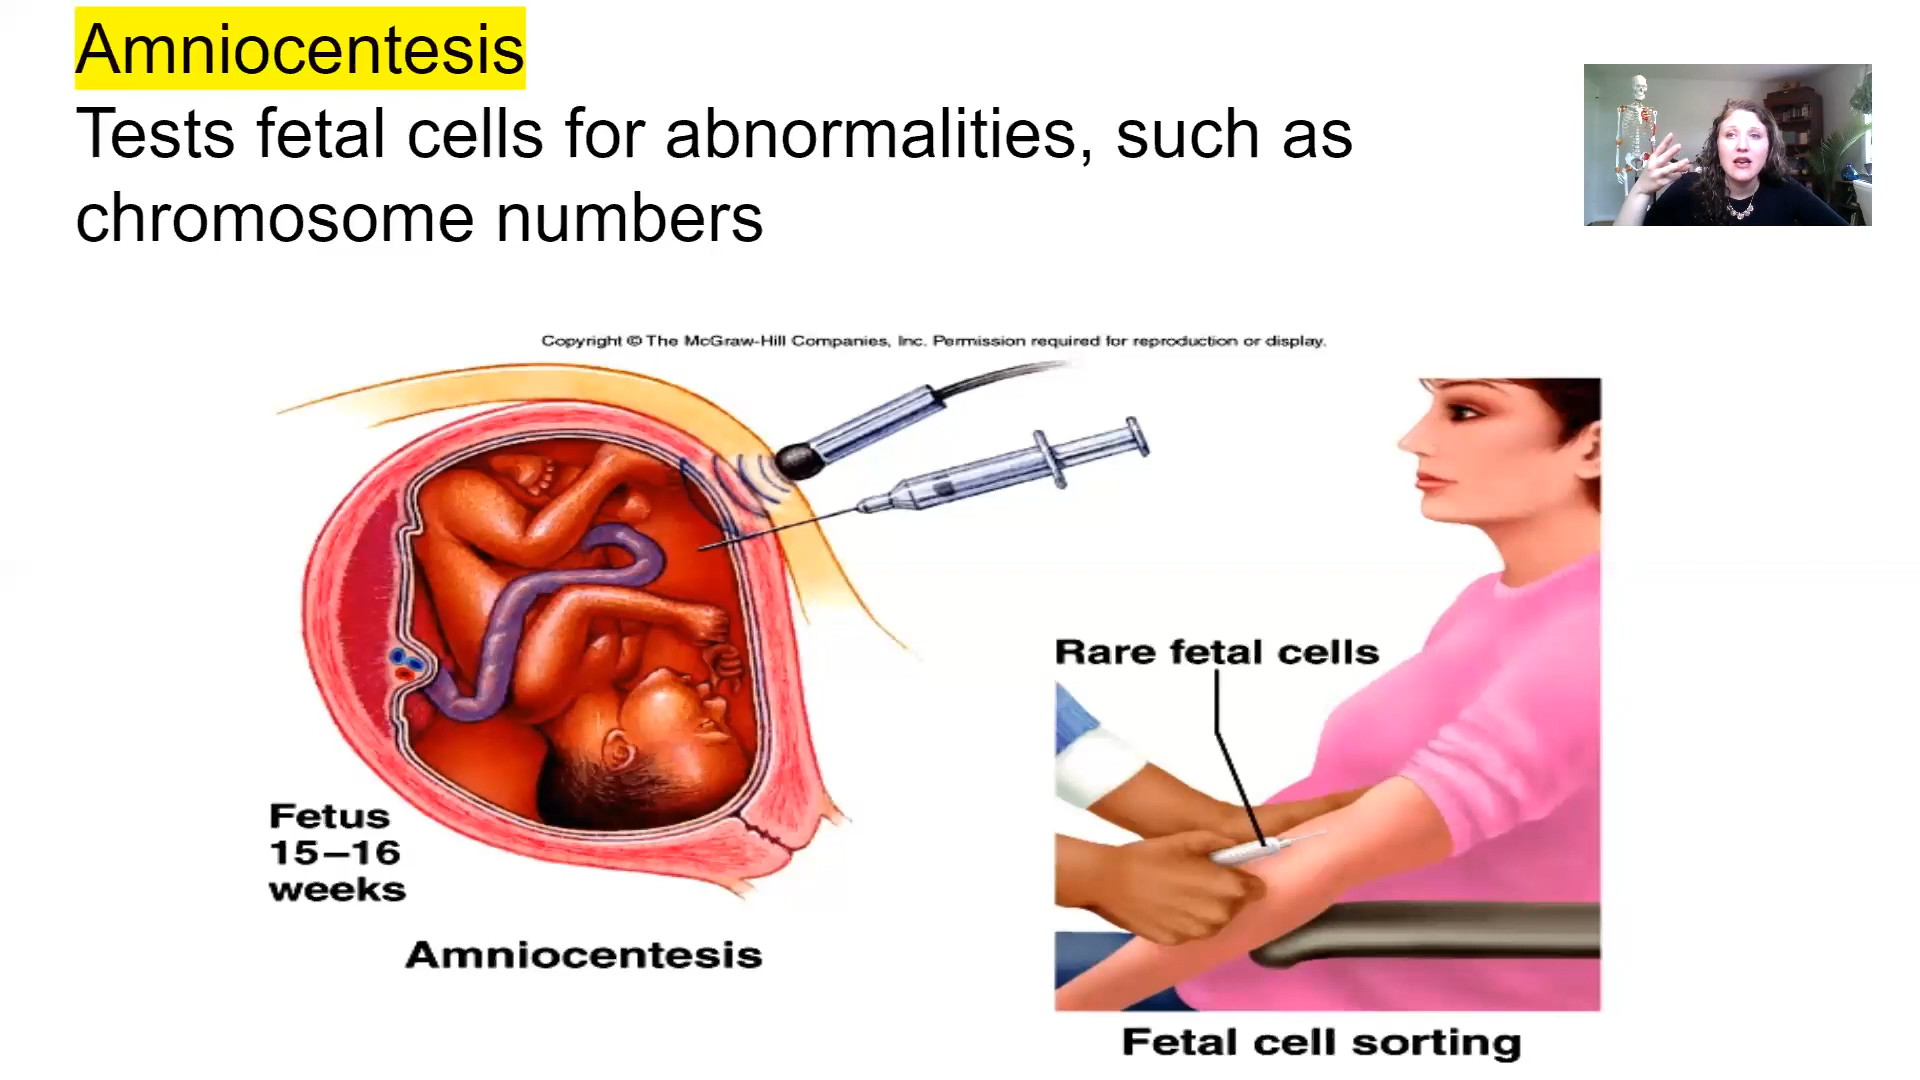 Amniocentesis
Tests fetal cells for abnormalities, such as
chromosome numbers
Copyright © The McGraw-Hill Companies, Inc. Permission required for reproduction or display.
Rare fetal cells
Fetus
15–16
weeks
Amniocentesis
Fetal cell sorting